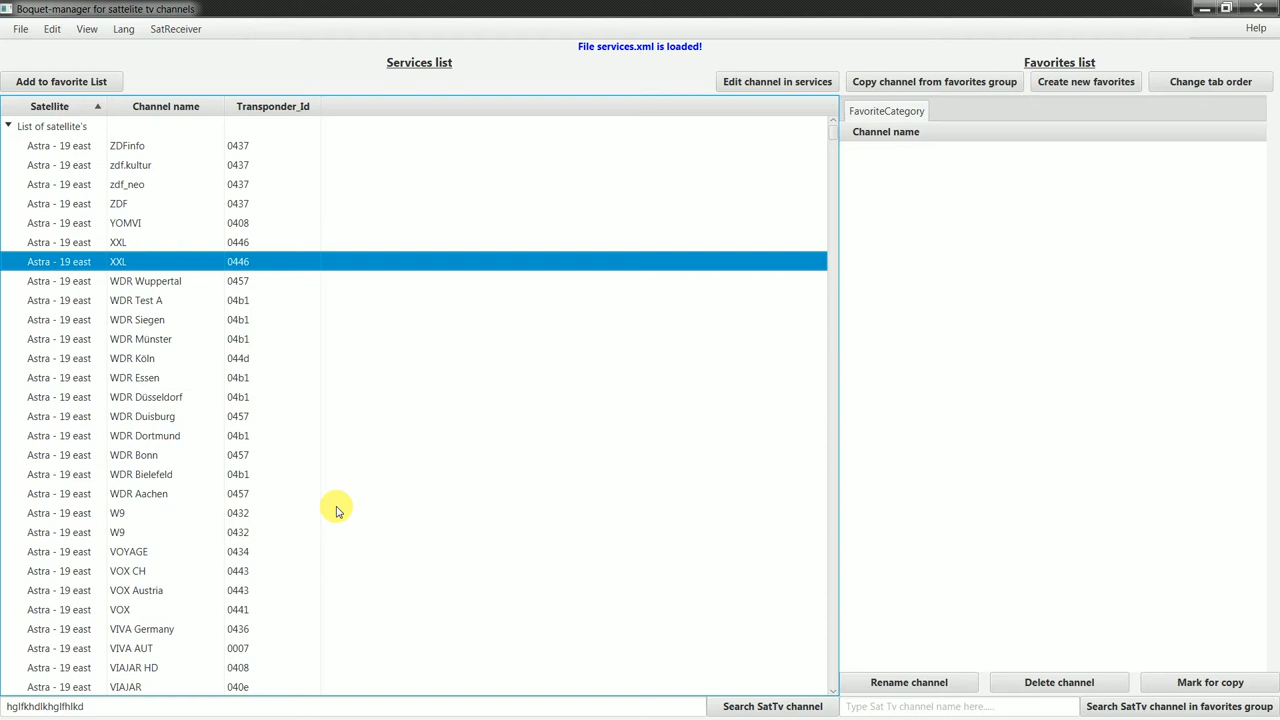 Boquet-manager for sattelite tv channels
File Edit View Lang SatReceiver Help
File services.xml is loaded!
Services list Favorites list
Add to favorite List Edit channel in services Copy channel from favorites group Create new favorites Change tab order
Satellite Channel name Transponder_Id
FavoriteCategory
Channel name
List of satellite's
Astra - 19 east ZDFinfo 0437
Astra - 19 east zdf.kultur 0437
Astra - 19 east zdf_neo 0437
Astra - 19 east ZDF 0437
Astra - 19 east YOMVI 0408
Astra - 19 east XXL 0446
Astra - 19 east XXL 0446
Astra - 19 east WDR Wuppertal 0457
Astra - 19 east WDR Test A 04b1
Astra - 19 east WDR Siegen 04b1
Astra - 19 east WDR Münster 04b1
Astra - 19 east WDR Köln 044d
Astra - 19 east WDR Essen 04b1
Astra - 19 east WDR Düsseldorf 04b1
Astra - 19 east WDR Duisburg 0457
Astra - 19 east WDR Dortmund 04b1
Astra - 19 east WDR Bonn 0457
Astra - 19 east WDR Bielefeld 04b1
Astra - 19 east WDR Aachen 0457
Astra - 19 east W9 0432
Astra - 19 east W9 0432
Astra - 19 east VOYAGE 0434
Astra - 19 east VOX CH 0443
Astra - 19 east VOX Austria 0443
Astra - 19 east VOX 0441
Astra - 19 east VIVA Germany 0436
Astra - 19 east VIVA AUT 0007
Astra - 19 east VIAJAR HD 0408
Astra - 19 east VIAJAR 040e
Rename channel Delete channel Mark for copy
hglfkhdlkhglfhlkd Search SatTv channel Type Sat Tv channel name here..... Search SatTv channel in favorites group